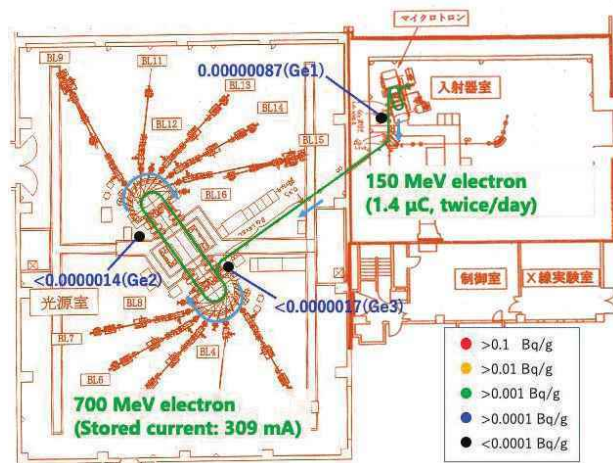 マイクロトロン
BL9
BL11
BL13
0.00000087(Ge1)
入射器室
BL12
BL14
BL15
BL16
150 MeV electron
(1.4 μC, twice/day)
<0.0000014(Ge2)
<0.0000017(Ge3)
制御室
X線実験室
光源室
BL8
BL7
BL4
BL6
700 MeV electron
(Stored current: 309 mA)
>0.1 Bq/g
>0.01 Bq/g
>0.001 Bq/g
>0.0001 Bq/g
<0.0001 Bq/g